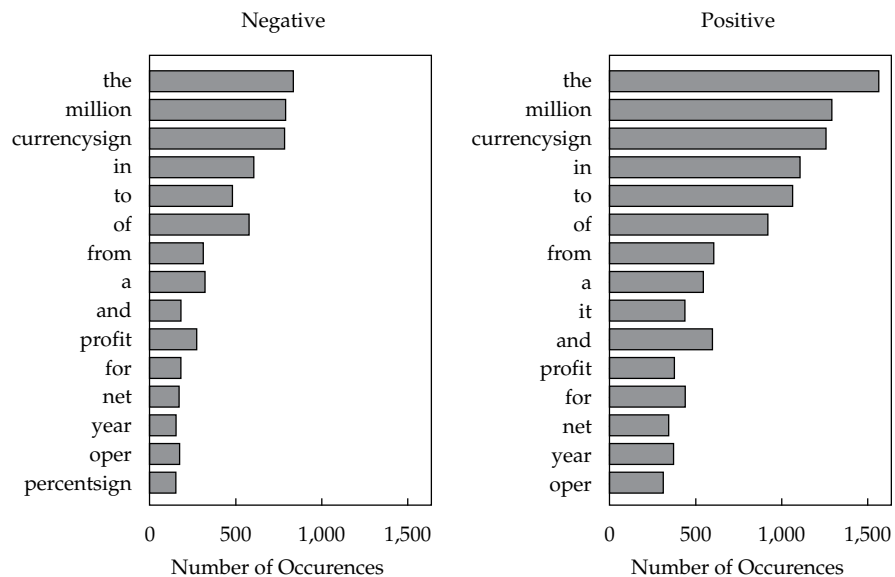 Negative
the
million
currencysign
in
to
of
from
a
and
profit
for
net
year
oper
percentsign
0 500 1,000 1,500
Number of Occurences
Positive
the
million
currencysign
in
to
of
from
a
it
and
profit
for
net
year
oper
0 500 1,000 1,500
Number of Occurences